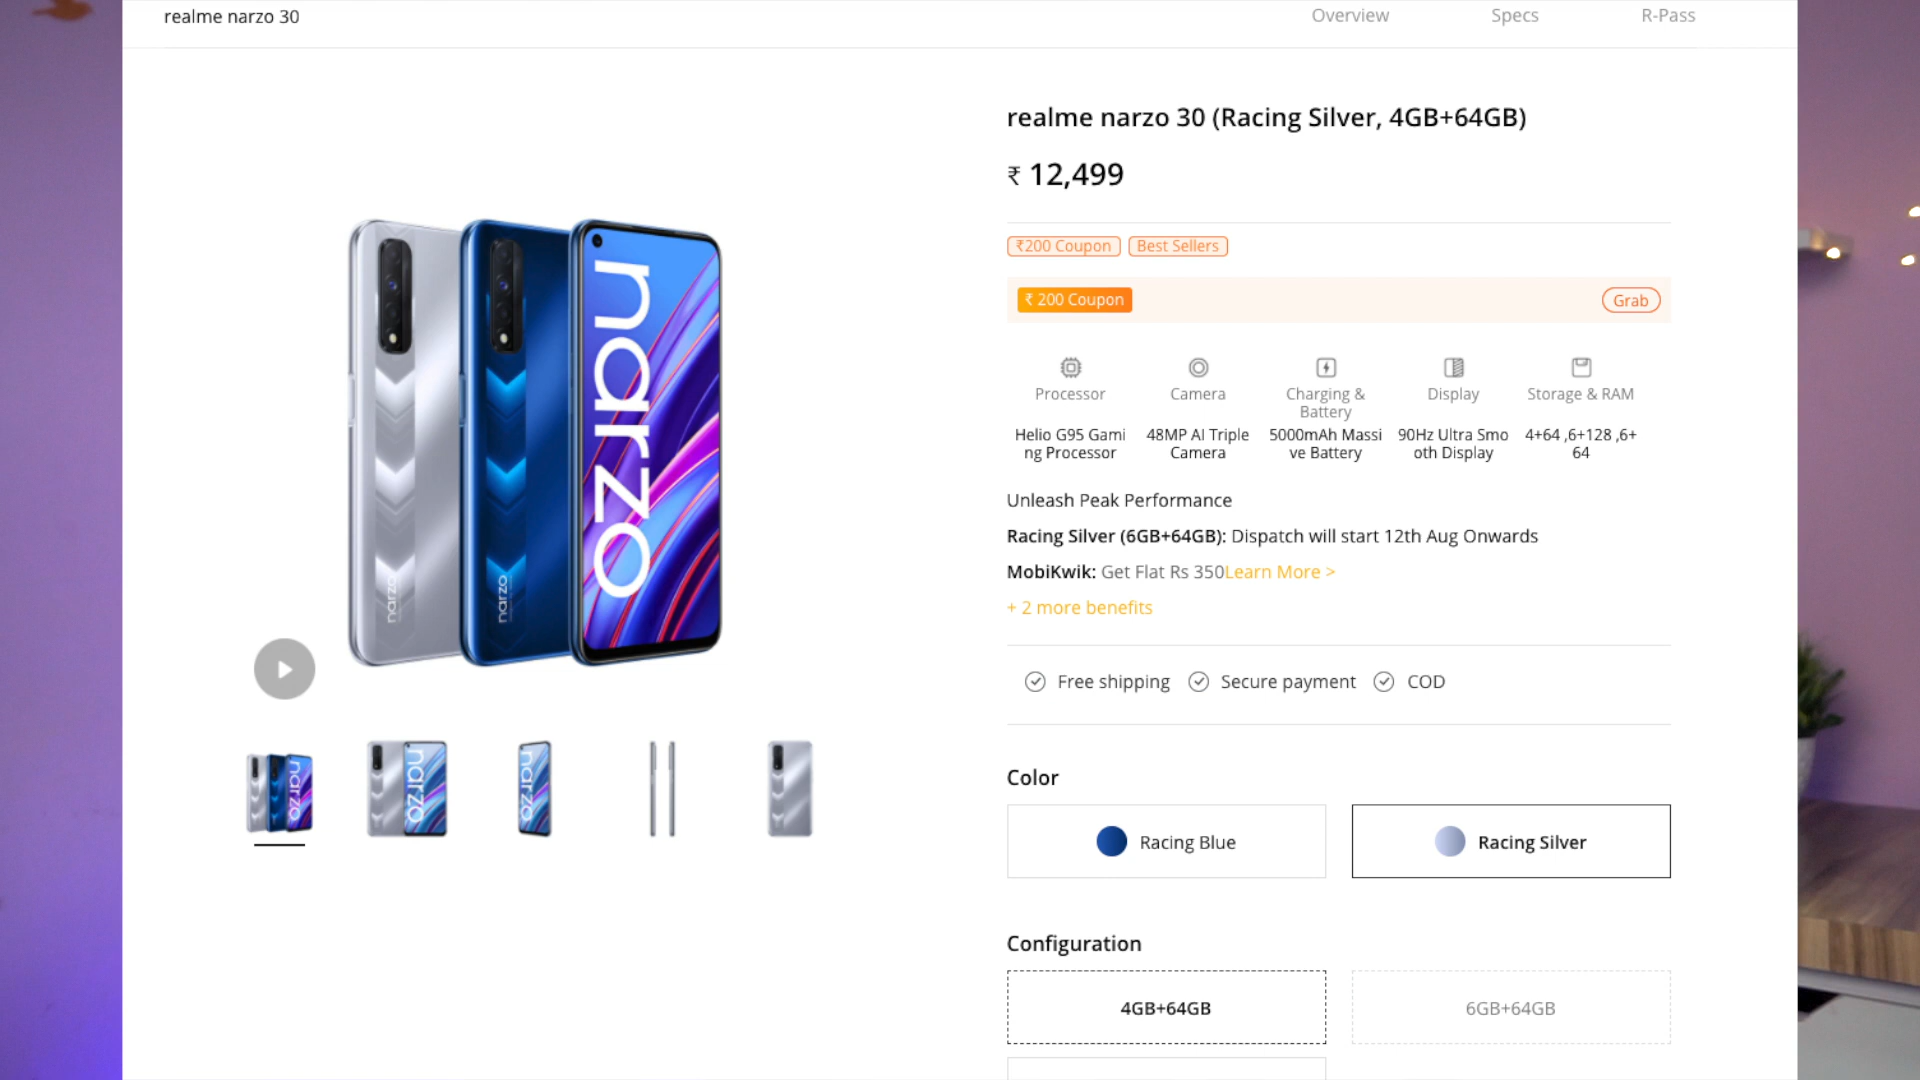 realme narzo 30
Overview
Specs
R-Pass
realme narzo 30 (Racing Silver, 4GB+64GB)
₹ 12,499
₹200 Coupon
Best Sellers
₹ 200 Coupon
Grab
Processor
Camera
Charging &
Battery
Display
Storage & RAM
Helio G95 Gami
ng Processor
48MP AI Triple
Camera
5000mAh Massi
ve Battery
90Hz Ultra Smo
oth Display
4+64 ,6+128 ,6+
64
Unleash Peak Performance
Racing Silver (6GB+64GB): Dispatch will start 12th Aug Onwards
MobiKwik: Get Flat Rs 350Learn More >
+ 2 more benefits
Free shipping
Secure payment
COD
Color
Racing Blue
Racing Silver
Configuration
4GB+64GB
6GB+64GB
narzo
narzo
narzo
narzo
narzo
narzo